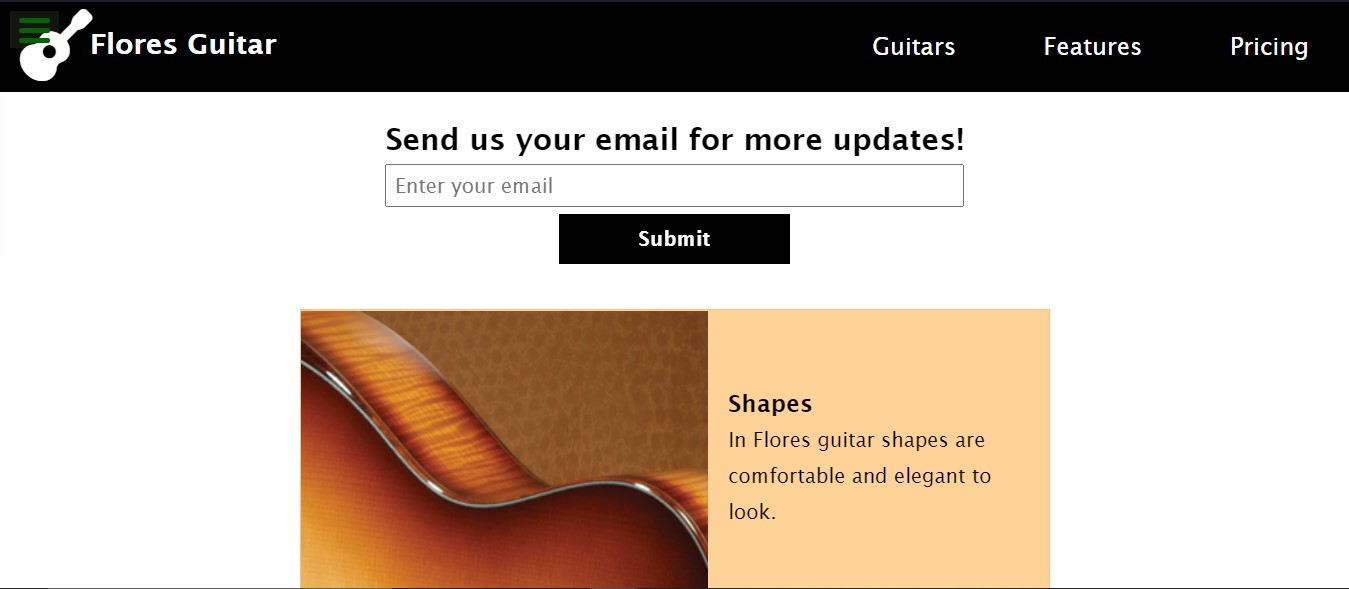 Flores Guitar
Guitars
Features
Pricing
Send us your email for more updates!
Enter your email
Submit
Shapes
In Flores guitar shapes are
comfortable and elegant to
look.